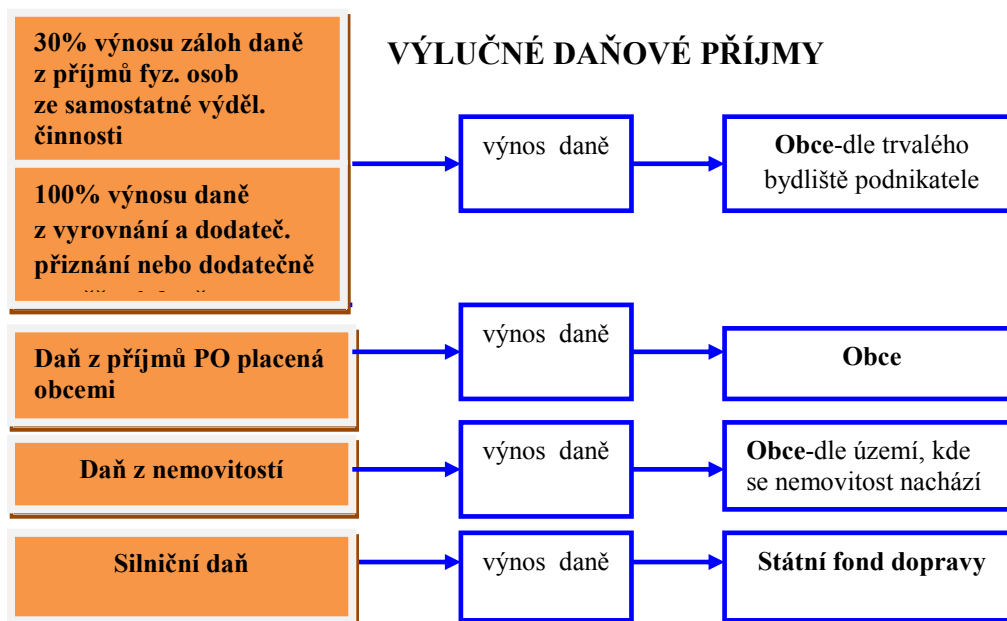 VÝLUČNÉ DAŇOVÉ PŘÍJMY
30% výnosu záloh daně
z příjmů fyz. osob
ze samostatné výděl.
činnosti
100% výnosu daně
z vyrovnání a dodateč.
přiznání nebo dodatečně
výnos daně
Obce-dle trvalého
bydliště podnikatele
Daň z příjmů PO placená
obcemi
výnos daně
Obce
Daň z nemovitostí
výnos daně
Obce-dle území, kde
se nemovitost nachází
Silniční daň
výnos daně
Státní fond dopravy